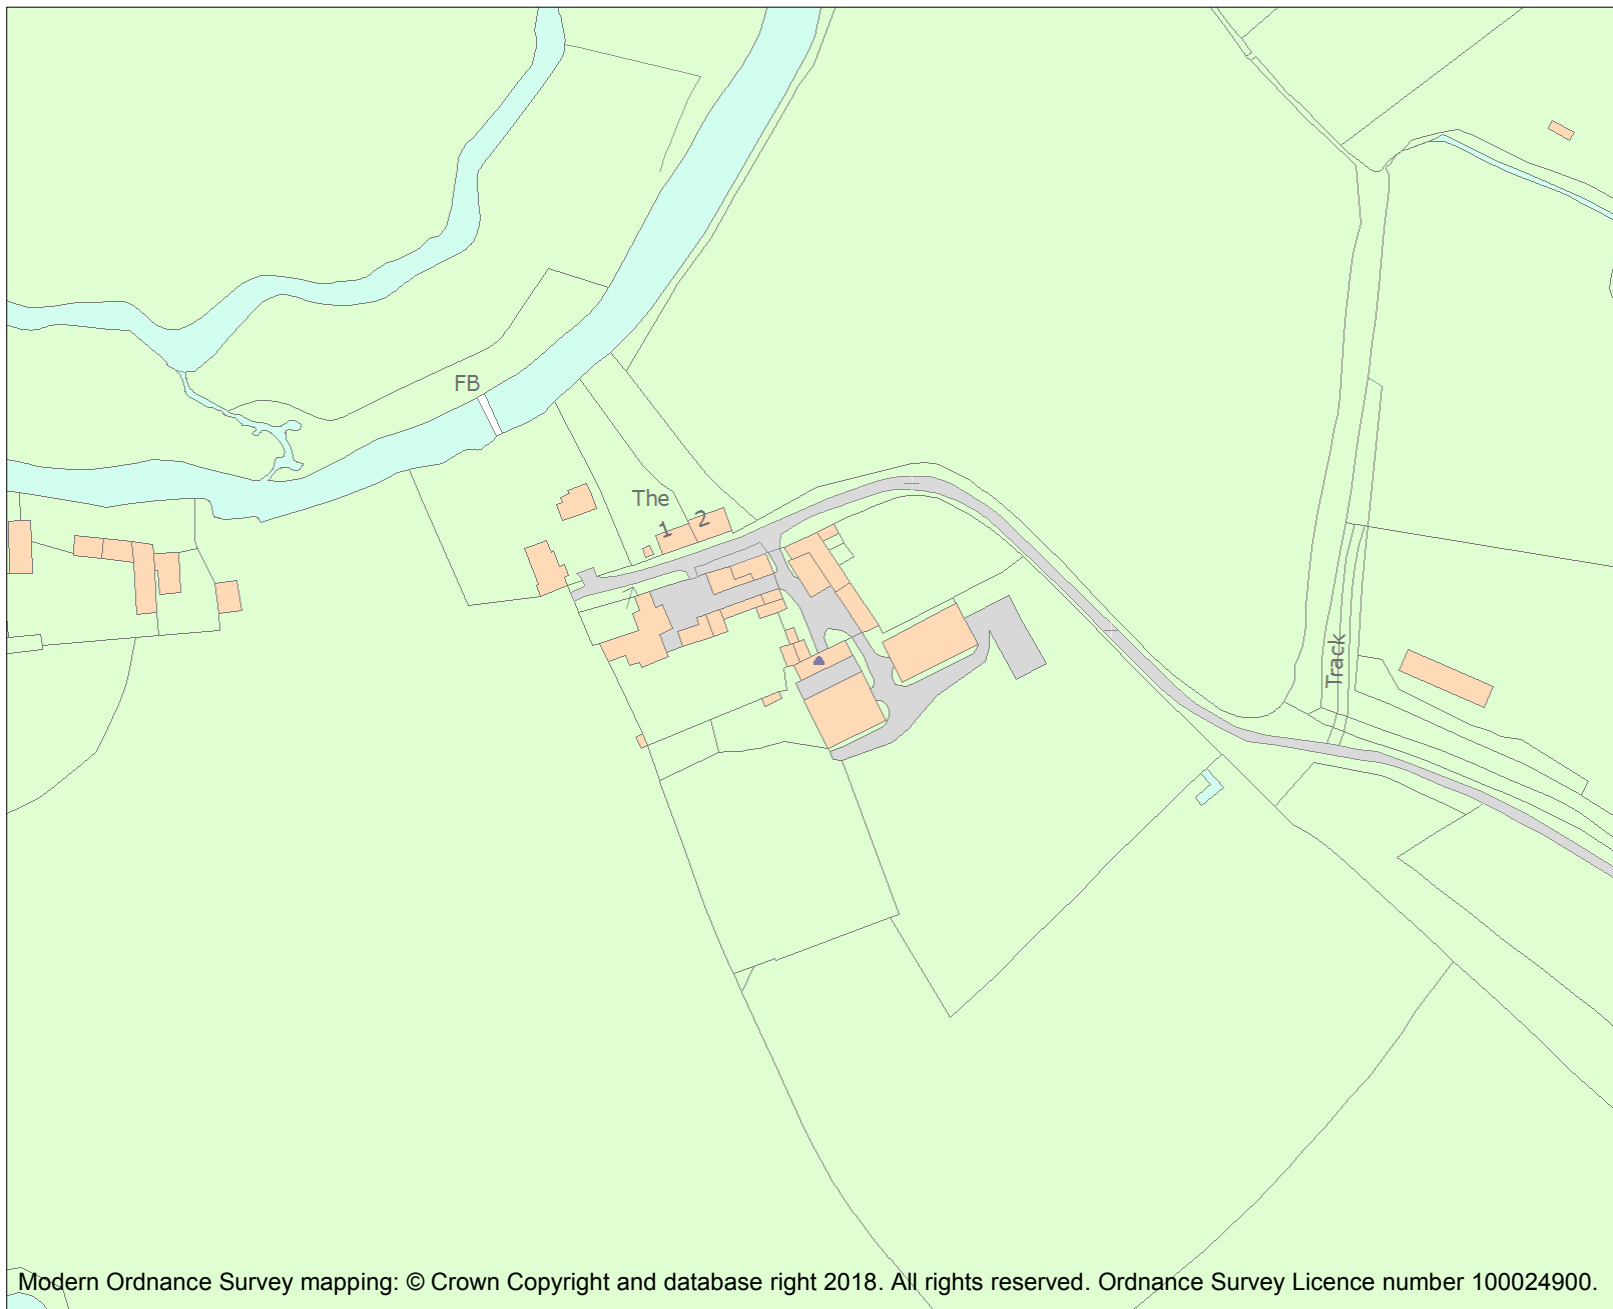 FB
The
1
2
Track
Modern Ordnance Survey mapping: © Crown Copyright and database right 2018. All rights reserved. Ordnance Survey Licence number 100024900.